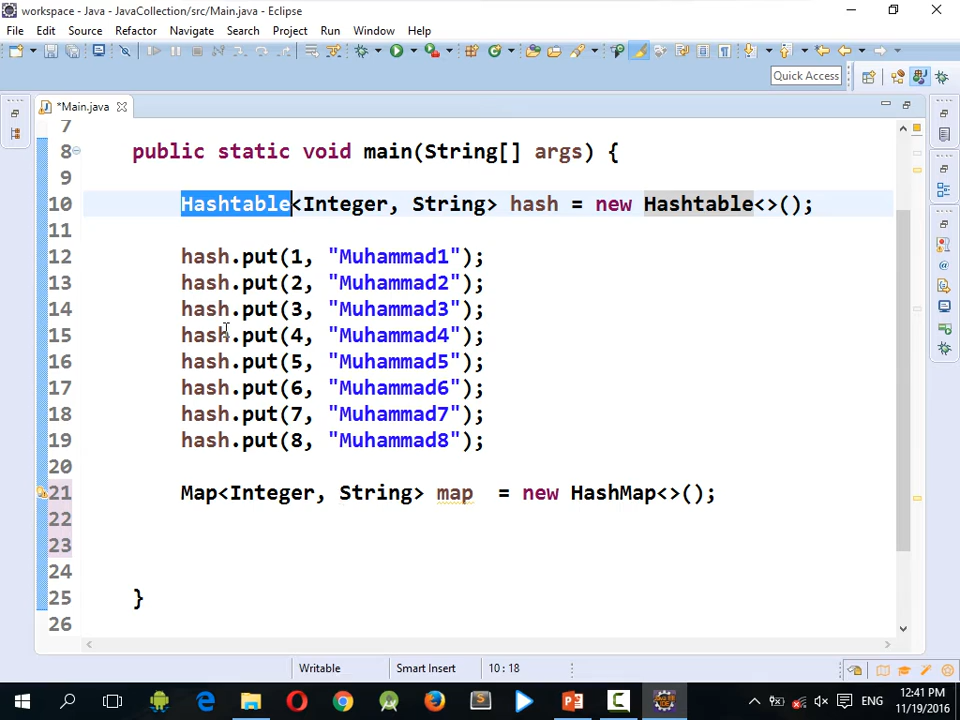 workspace - Java - JavaCollection/src/Main.java - Eclipse
File Edit Source Refactor Navigate Search Project Run Window Help
Quick Access
*Main.java
7
8 public static void main(String[] args) {
9
10 Hashtable<Integer, String> hash = new Hashtable<>();
11
12 hash.put(1, "Muhammad1");
13 hash.put(2, "Muhammad2");
14 hash.put(3, "Muhammad3");
15 hash.put(4, "Muhammad4");
16 hash.put(5, "Muhammad5");
17 hash.put(6, "Muhammad6");
18 hash.put(7, "Muhammad7");
19 hash.put(8, "Muhammad8");
20
21 Map<Integer, String> map  = new HashMap<>();
22
23
24
25 }
26
Writable Smart Insert 10 : 18
ENG 12:41 PM
11/19/2016